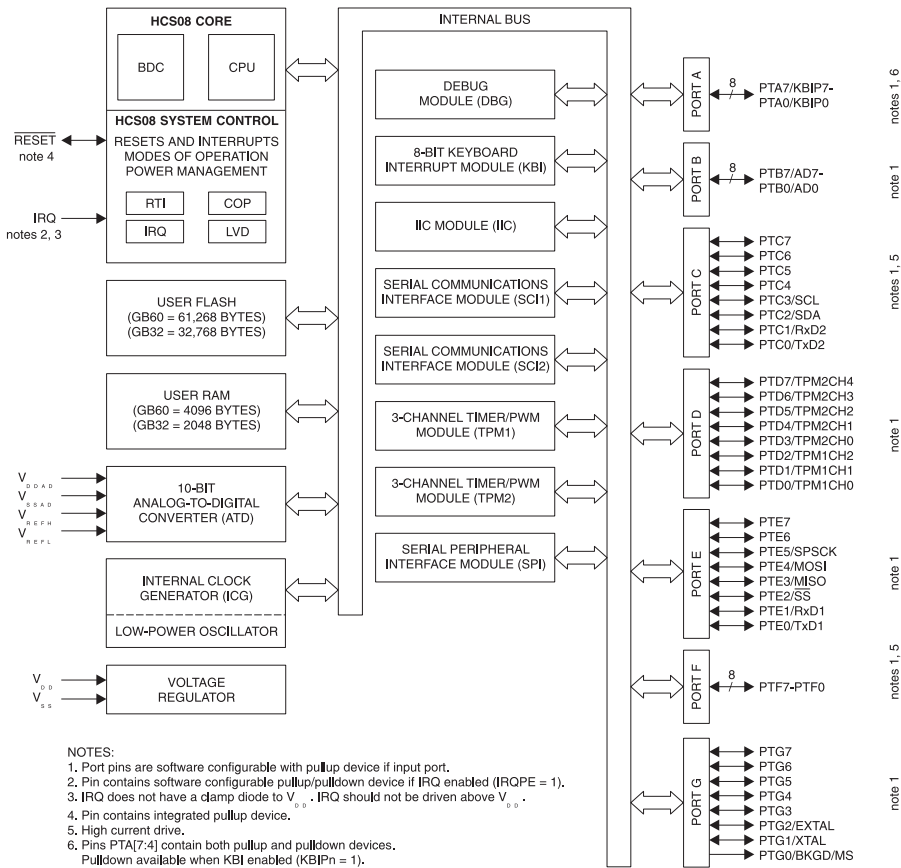 HCS08 CORE
BDC
CPU
HCS08 SYSTEM CONTROL
RESETS AND INTERRUPTS
MODES OF OPERATION
POWER MANAGEMENT
RTI
COP
IRQ
LVD
RESET
note 4
IRQ
notes 2, 3
USER FLASH
(GB60 = 61,268 BYTES)
(GB32 = 32,768 BYTES)
USER RAM
(GB60 = 4096 BYTES)
(GB32 = 2048 BYTES)
VDDAD
VSSAD
VREFH
VREFL
10-BIT
ANALOG-TO-DIGITAL
CONVERTER (ATD)
INTERNAL CLOCK
GENERATOR (ICG)
LOW-POWER OSCILLATOR
VDD
VSS
VOLTAGE
REGULATOR
INTERNAL BUS
DEBUG
MODULE (DBG)
8-BIT KEYBOARD
INTERRUPT MODULE (KBI)
IIC MODULE (IIC)
SERIAL COMMUNICATIONS
INTERFACE MODULE (SCI1)
SERIAL COMMUNICATIONS
INTERFACE MODULE (SCI2)
3-CHANNEL TIMER/PWM
MODULE (TPM1)
3-CHANNEL TIMER/PWM
MODULE (TPM2)
SERIAL PERIPHERAL
INTERFACE MODULE (SPI)
PORT A
8
PTA7/KBIP7-
PTA0/KBIP0
notes 1, 6
PORT B
8
PTB7/AD7-
PTB0/AD0
note 1
PORT C
PTC7
PTC6
PTC5
PTC4
PTC3/SCL
PTC2/SDA
PTC1/RxD2
PTC0/TxD2
notes 1, 5
PORT D
PTD7/TPM2CH4
PTD6/TPM2CH3
PTD5/TPM2CH2
PTD4/TPM2CH1
PTD3/TPM2CH0
PTD2/TPM1CH2
PTD1/TPM1CH1
PTD0/TPM1CH0
note 1
PORT E
PTE7
PTE6
PTE5/SPSCK
PTE4/MOSI
PTE3/MISO
PTE2/SS
PTE1/RxD1
PTE0/TxD1
note 1
PORT F
8
PTF7-PTF0
notes 1, 5
PORT G
PTG7
PTG6
PTG5
PTG4
PTG3
PTG2/EXTAL
PTG1/XTAL
PTG0/BKGD/MS
note 1
NOTES:
1. Port pins are software configurable with pullup device if input port.
2. Pin contains software configurable pullup/pulldown device if IRQ enabled (IRQPE = 1).
3. IRQ does not have a clamp diode to VDD. IRQ should not be driven above VDD.
4. Pin contains integrated pullup device.
5. High current drive.
6. Pins PTA[7:4] contain both pullup and pulldown devices.
Pulldown available when KBI enabled (KBIPn = 1).